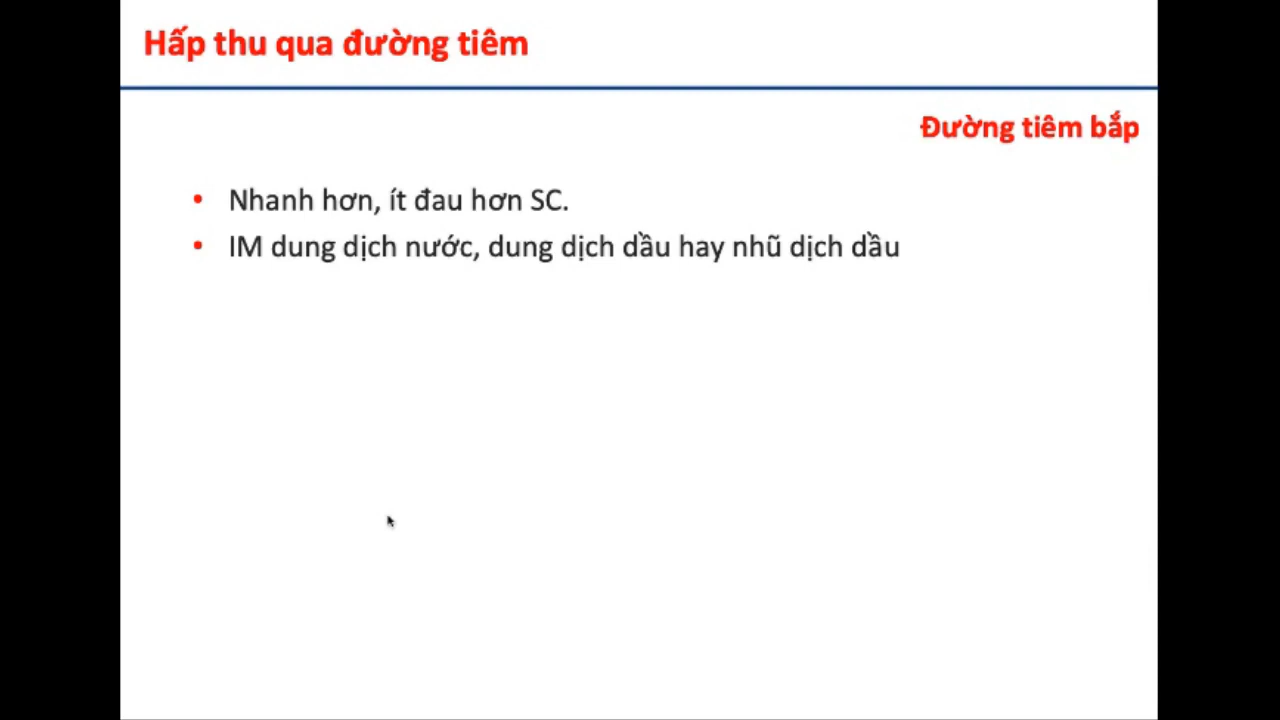 Hấp thu qua đường tiêm
Đường tiêm bắp
• Nhanh hơn, ít đau hơn SC.
• IM dung dịch nước, dung dịch dầu hay nhũ dịch dầu